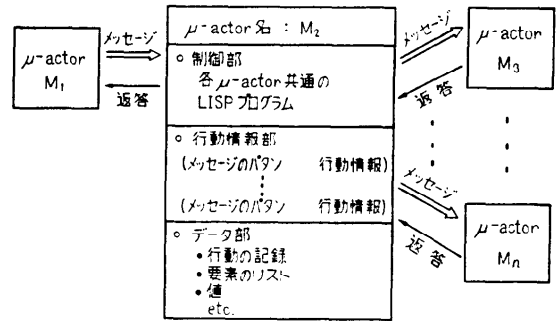 μ-actor
M₁
メッセージ
返答
μ-actor名 : M₂
○ 制御部
各μ-actor共通の
LISPプログラム
○ 行動情報部
(メッセージのパタン 行動情報)
(メッセージのパタン 行動情報)
○ データ部
• 行動の記録
• 要素のリスト
• 値
etc.
メッセージ
返答
μ-actor
M₃
メッセージ
返答
μ-actor
Mn